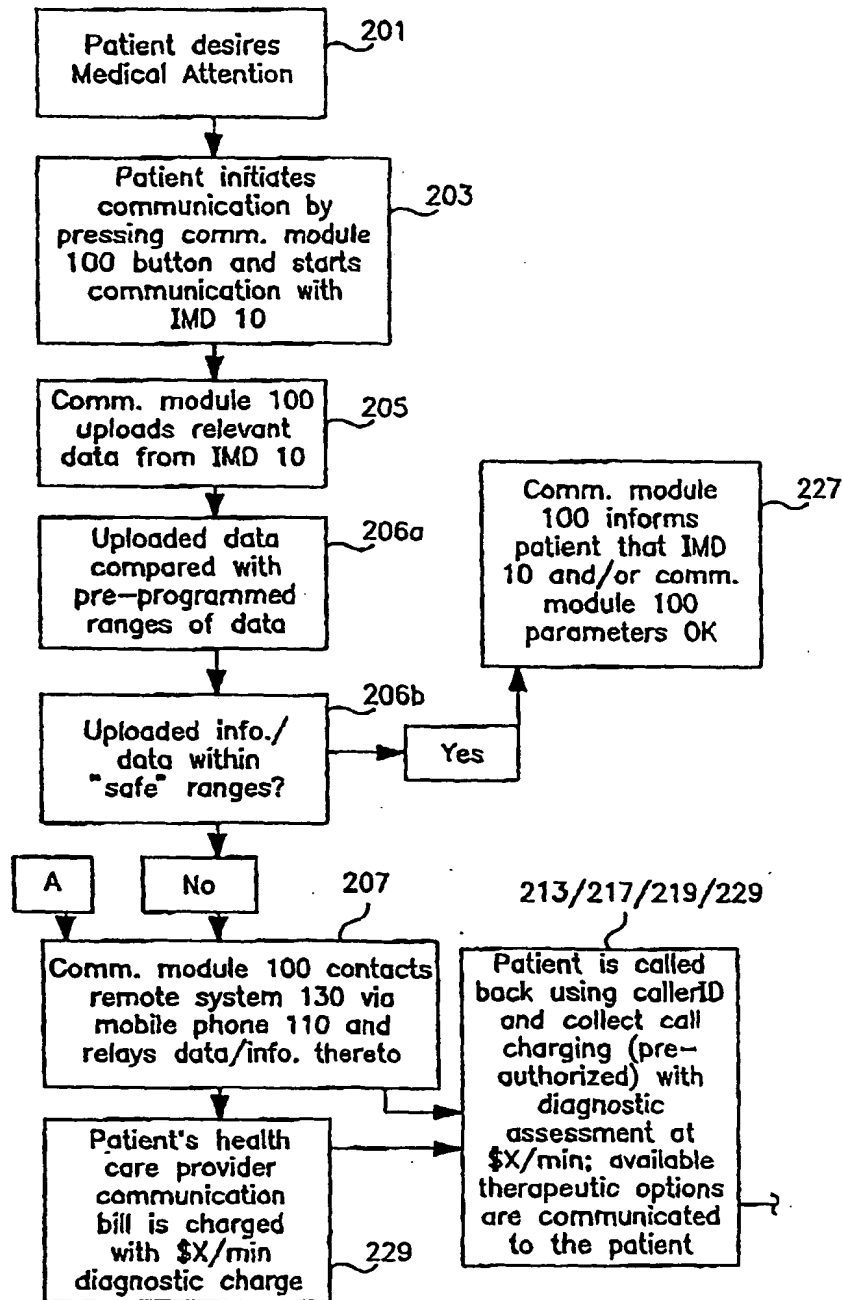 Patient desires
Medical Attention
201
Patient initiates
communication by
pressing comm. module
100 button and starts
communication with
IMD 10
203
Comm. module 100
uploads relevant
data from IMD 10
205
Uploaded data
compared with
pre-programmed
ranges of data
206a
Comm. module
100 informs
patient that IMD
10 and/or comm.
module 100
parameters OK
227
Uploaded info./
data within
"safe" ranges?
206b
Yes
A
No
207
Comm. module 100 contacts
remote system 130 via
mobile phone 110 and
relays data/info. thereto
213/217/219/229
Patient is called
back using callerID
and collect call
charging (pre-
authorized) with
diagnostic
assessment at
$X/min; available
therapeutic options
are communicated
to the patient
Patient's health
care provider
communication
bill is charged
with $X/min
diagnostic charge
229